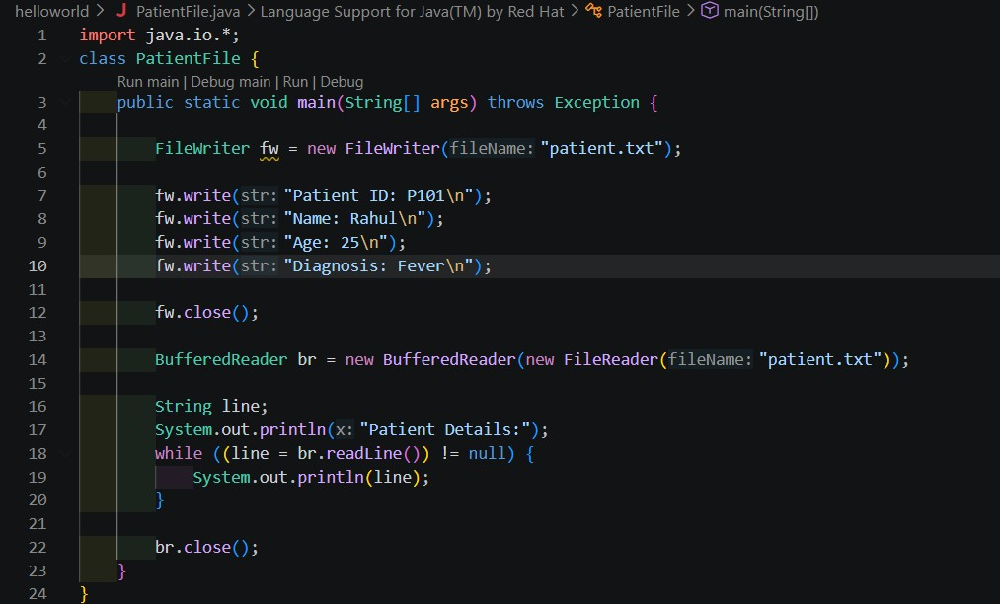 helloworld > PatientFile.java > Language Support for Java(TM) by Red Hat > PatientFile > main(String[])
1 import java.io.*;
2 class PatientFile {
Run main | Debug main | Run | Debug
3 public static void main(String[] args) throws Exception {
4
5 FileWriter fw = new FileWriter(fileName: "patient.txt");
6
7 fw.write(str: "Patient ID: P101\n");
8 fw.write(str: "Name: Rahul\n");
9 fw.write(str: "Age: 25\n");
10 fw.write(str: "Diagnosis: Fever\n");
11
12 fw.close();
13
14 BufferedReader br = new BufferedReader(new FileReader(fileName: "patient.txt"));
15
16 String line;
17 System.out.println(x: "Patient Details:");
18 while ((line = br.readLine()) != null) {
19 System.out.println(line);
20 }
21
22 br.close();
23 }
24 }